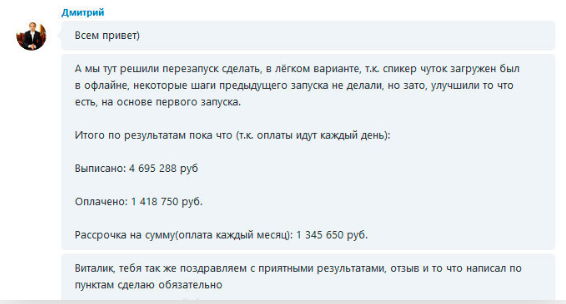 Дмитрий
Всем привет)
А мы тут решили перезапуск сделать, в лёгком варианте, т.к. спикер чуток загружен был
в офлайне, некоторые шаги предыдущего запуска не делали, но зато, улучшили то что
есть, на основе первого запуска.
Итого по результатам пока что (т.к. оплаты идут каждый день):
Выписано: 4 695 288 руб
Оплачено: 1 418 750 руб.
Рассрочка на сумму(оплата каждый месяц): 1 345 650 руб.
Виталик, тебя так же поздравляем с приятными результатами, отзыв и то что написал по
пунктам сделаю обязательно